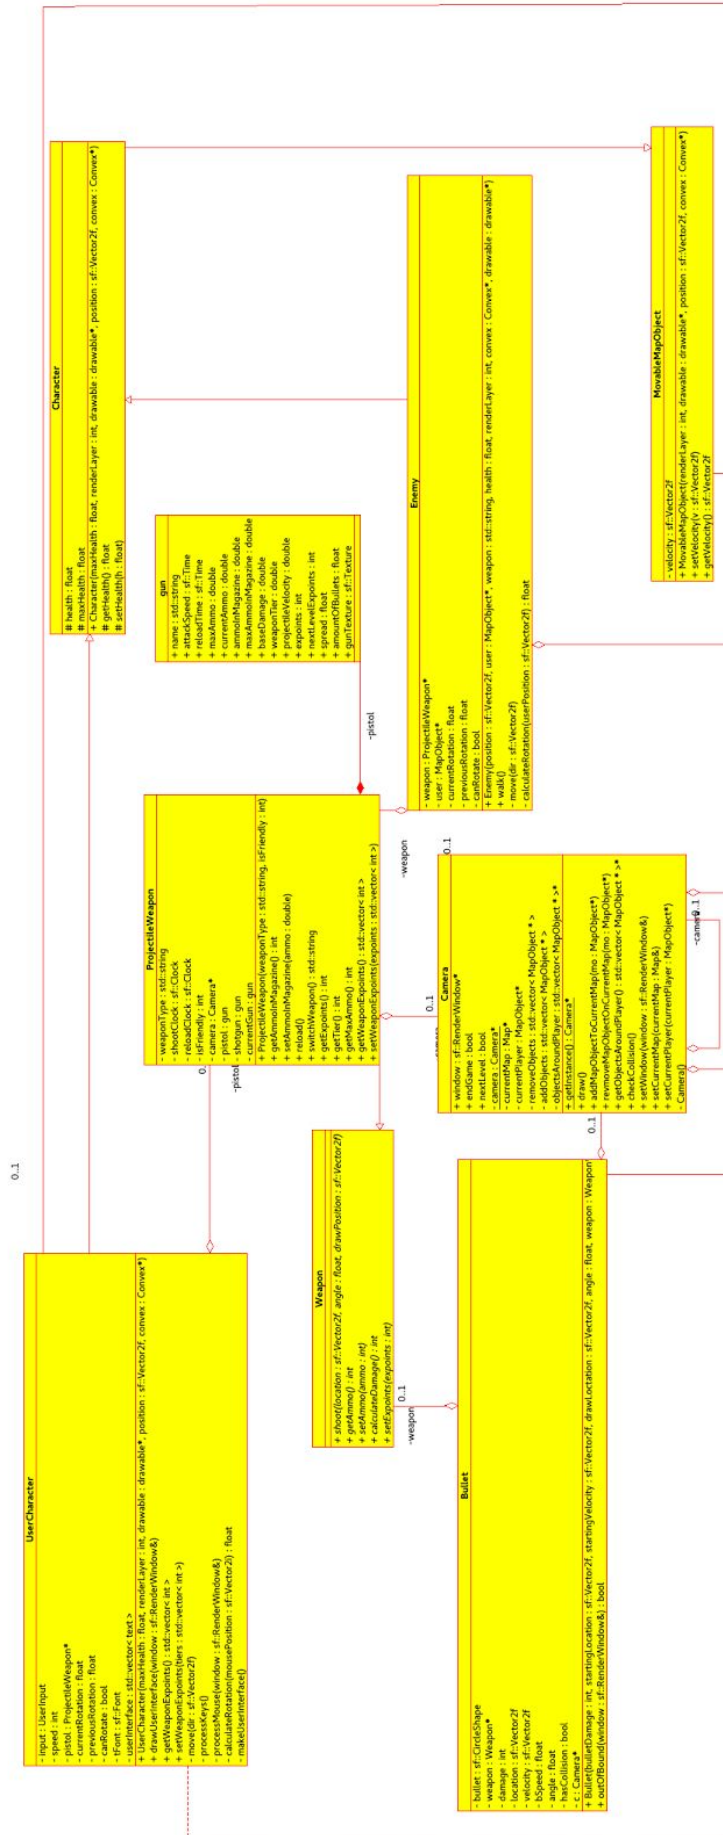 0..1
Character
# health : float
# maxHealth : float
+ Character(maxHealth : float, renderLayer : int, drawable : drawable*, position : sf::Vector2f, convex : Convex*)
# getHealth() : float
# setHealth(h : float)
MovableMapObject
- velocity : sf::Vector2f
+ MovableMapObject(renderLayer : int, drawable : drawable*, position : sf::Vector2f, convex : Convex*)
+ setVelocity(v : sf::Vector2f)
+ getVelocity() : sf::Vector2f
gun
+ name : std::string
+ attackSpeed : sf::Time
+ reloadTime : sf::Time
+ maxAmmo : double
+ currentAmmo : double
+ ammoInMagazine : double
+ maxAmmoInMagazine : double
+ baseDamage : double
+ weaponTier : double
+ projectileVelocity : double
+ expoints : int
+ nextLevelExpoints : int
+ spread : float
+ amountOfBullets : float
+ gunTexture : sf::Texture
-pistol
Enemy
- weapon : ProjectileWeapon*
- user : MapObject*
- currentRotation : float
- previousRotation : float
- canRotate : bool
+ Enemy(position : sf::Vector2f, user : MapObject*, weapon : std::string, health : float, renderLayer : int, convex : Convex*, drawable : drawable*)
+ walk()
- move(dir : sf::Vector2f)
- calculateRotation(userPosition : sf::Vector2f) : float
ProjectileWeapon
- weaponType : std::string
- shootClock : sf::Clock
- reloadClock : sf::Clock
- isFriendly : int
- camera : Camera*
- pistol : gun
- shotgun : gun
- currentGun : gun
+ ProjectileWeapon(weaponType : std::string, isFriendly : int)
+ getAmmoInMagazine() : int
+ setAmmoInMagazine(ammo : double)
+ reload()
+ switchWeapon() : std::string
+ getExpoints() : int
+ getTier() : int
+ getMaxAmmo() : int
+ getWeaponExpoints() : std::vector< int >
+ setWeaponExpoints(expoints : std::vector< int >)
-weapon
0..1
0..1
-pistol
0..1
Camera
+ window : sf::RenderWindow*
+ endGame : bool
+ nextLevel : bool
- camera : Camera*
- currentMap : Map*
- currentPlayer : MapObject*
- removeObjects : std::vector< MapObject * >
- addObjects : std::vector< MapObject * >
- objectsAroundPlayer : std::vector< MapObject * >*
+ getInstance() : Camera*
+ draw()
+ addMapObjectToCurrentMap(mo : MapObject*)
+ revmoveMapObjectOnCurrentMap(mo : MapObject*)
+ getObjectsAroundPlayer() : std::vector< MapObject * >*
+ checkCollision()
+ setWindow(window : sf::RenderWindow&)
+ setCurrentMap(currentMap : Map&)
+ setCurrentPlayer(currentPlayer : MapObject*)
- Camera()
0..1
Weapon
+ shoot(location : sf::Vector2f, angle : float, drawPosition : sf::Vector2f)
+ getAmmo() : int
+ setAmmo(ammo : int)
+ calculateDamage() : int
+ setExpoints(expoints : int)
0..1
-weapon
UserCharacter
- input : UserInput
- speed : int
- pistol : ProjectileWeapon*
- currentRotation : float
- previousRotation : float
- canRotate : bool
- tFont : sf::Font
- userinterface : std::vector< text >
+ UserCharacter(maxHealth : float, renderLayer : int, drawable : drawable*, position : sf::Vector2f, convex : Convex*)
+ drawUserInterface(window : sf::RenderWindow&)
+ getWeaponExpoints() : std::vector< int >
+ setWeaponExpoints(tiers : std::vector< int >)
- move(dir : sf::Vector2f)
- processKeys()
- processMouse(window : sf::RenderWindow&)
- calculateRotation(mousePosition : sf::Vector2i) : float
- makeUserInterface()
Bullet
- bullet : sf::CircleShape
- weapon : Weapon*
- damage : int
- location : sf::Vector2f
- velocity : sf::Vector2f
- bSpeed : float
- angle : float
- hasCollision : bool
- c : Camera*
+ Bullet(bulletDamage : int, startingLocation : sf::Vector2f, startingVelocity : sf::Vector2f, drawLoctation : sf::Vector2f, angle : float, weapon : Weapon
+ outOfBound(window : sf::RenderWindow&) : bool